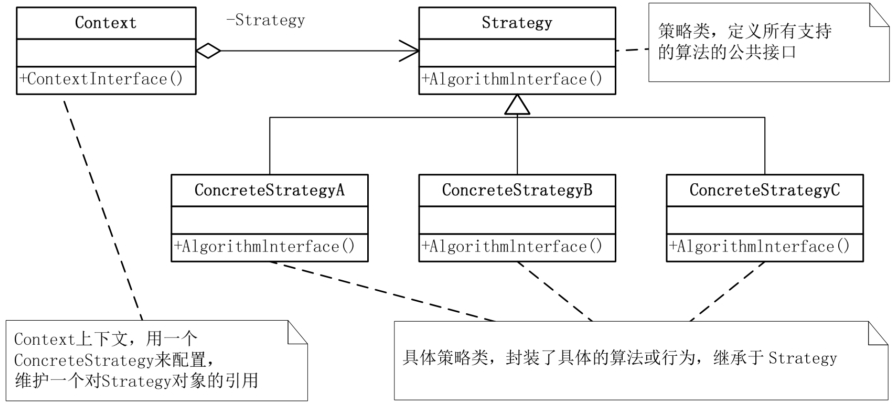 Context
-Strategy
Strategy
策略类，定义所有支持
的算法的公共接口
+ContextInterface()
+AlgorithmlInterface()
ConcreteStrategyA
ConcreteStrategyB
ConcreteStrategyC
+AlgorithmlInterface()
+AlgorithmlInterface()
+AlgorithmlInterface()
Context上下文，用一个
ConcreteStrategy来配置，
维护一个对Strategy对象的引用
具体策略类，封装了具体的算法或行为，继承于 Strategy